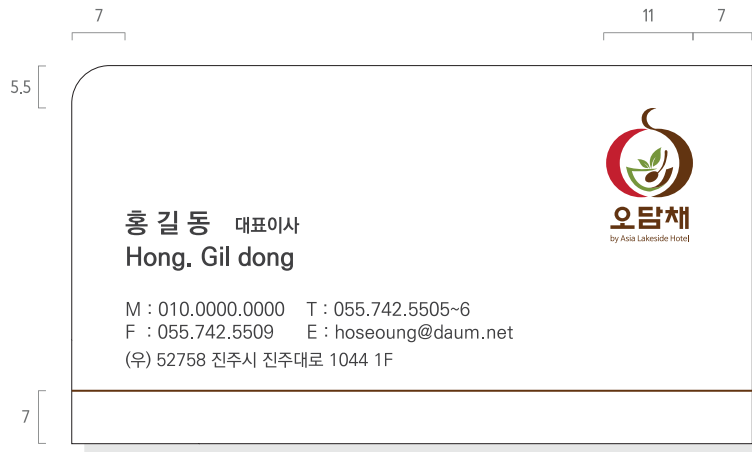 7
11 7
5.5
오담채
by Asia Lakeside Hotel
홍 길 동 대표이사
Hong. Gil dong
M : 010.0000.0000 T : 055.742.5505~6
F : 055.742.5509 E : hoseoung@daum.net
(우) 52758 진주시 진주대로 1044 1F
7